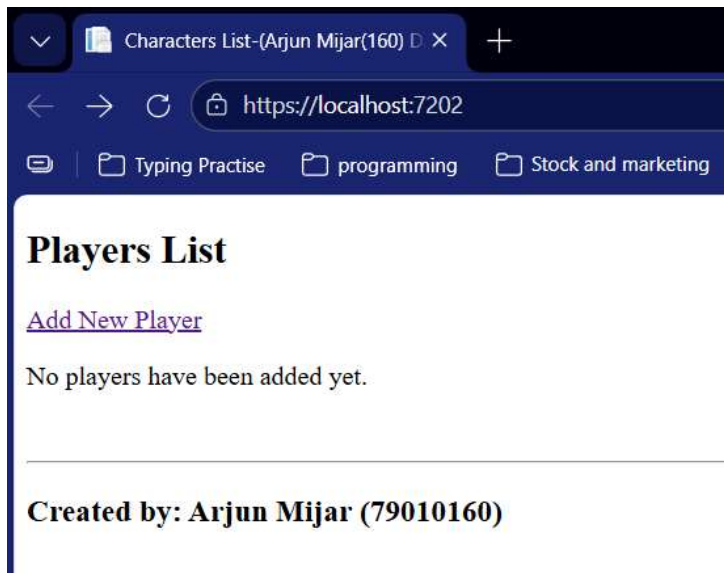 Characters List-(Arjun Mijar(160) D
https://localhost:7202
Typing Practise programming Stock and marketing
Players List
Add New Player
No players have been added yet.
Created by: Arjun Mijar (79010160)